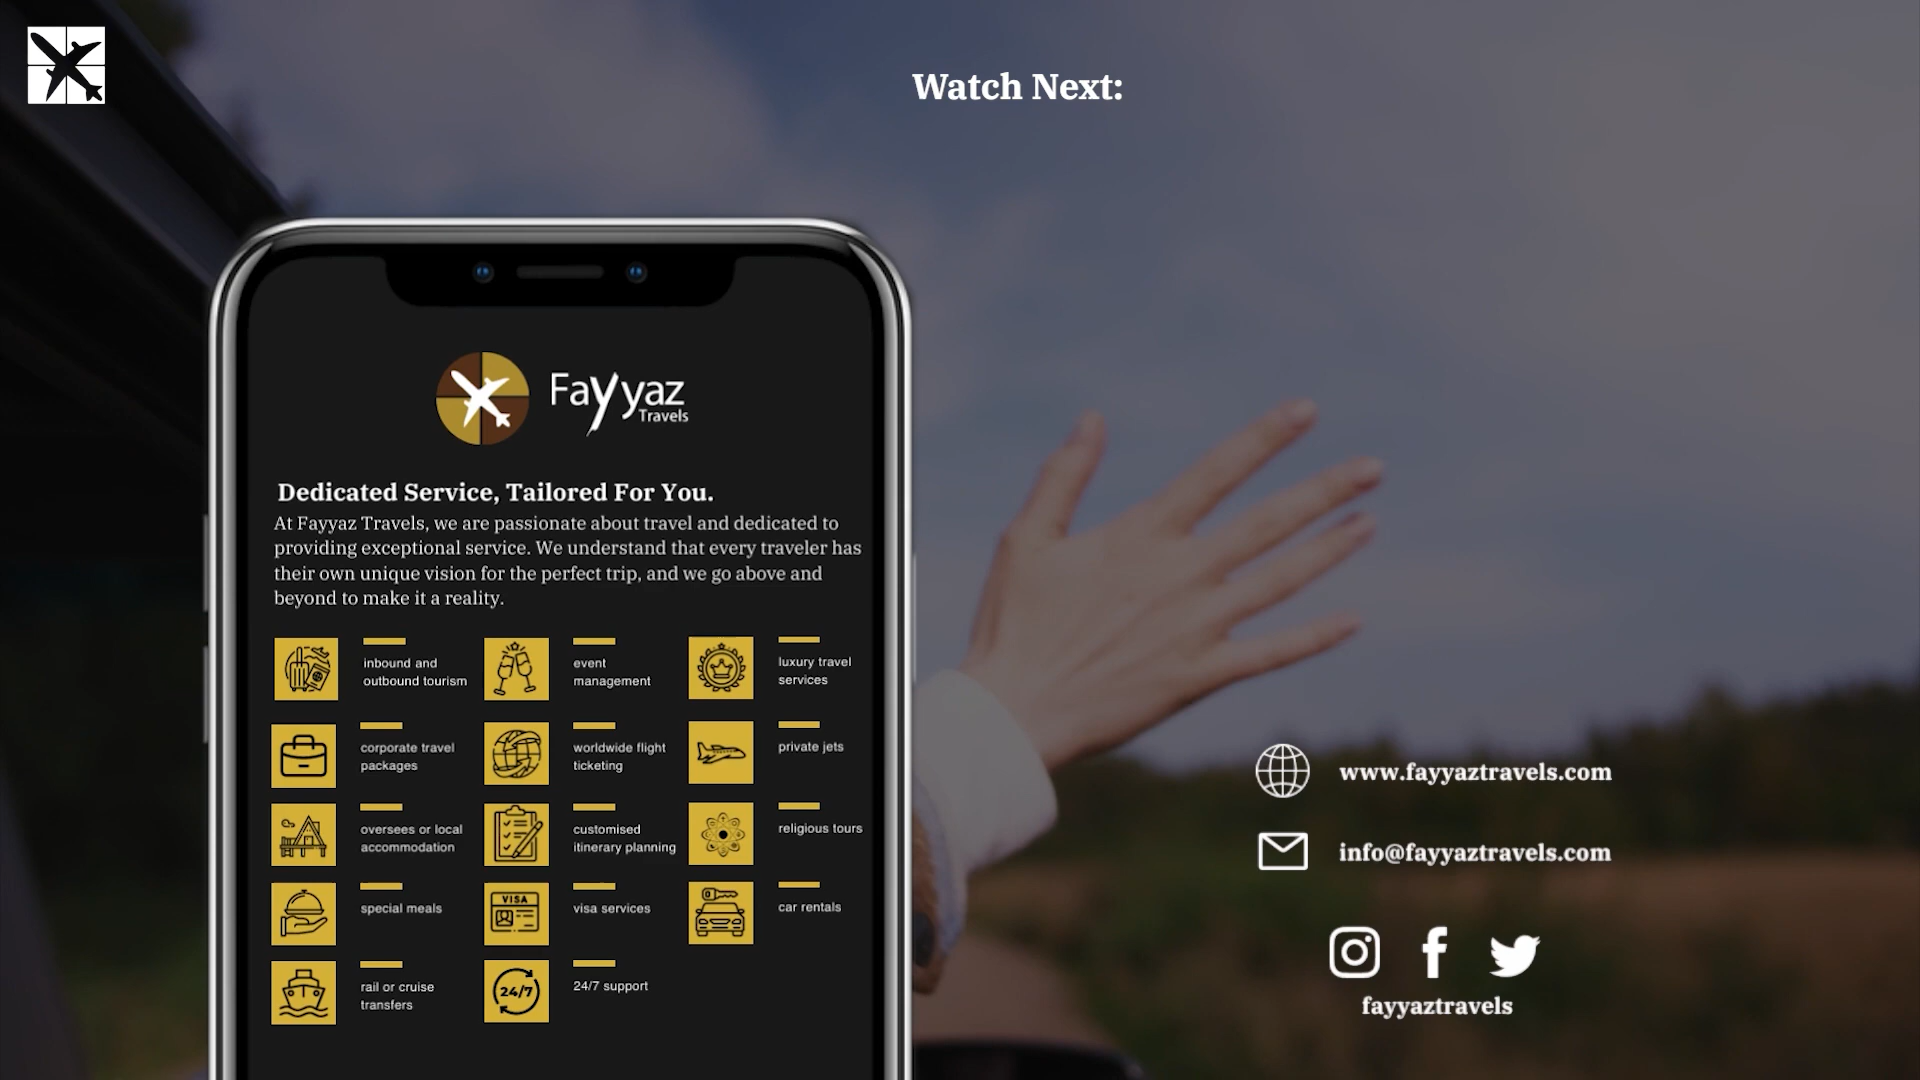 Watch Next:
Fayyaz
Travels
Dedicated Service, Tailored For You.
At Fayyaz Travels, we are passionate about travel and dedicated to
providing exceptional service. We understand that every traveler has
their own unique vision for the perfect trip, and we go above and
beyond to make it a reality.
inbound and
outbound tourism
event
management
luxury travel
services
corporate travel
packages
worldwide flight
ticketing
private jets
oversees or local
accommodation
customised
itinerary planning
religious tours
special meals
VISA
visa services
car rentals
rail or cruise
transfers
24/7
24/7 support
www.fayyaztravels.com
info@fayyaztravels.com
fayyaztravels